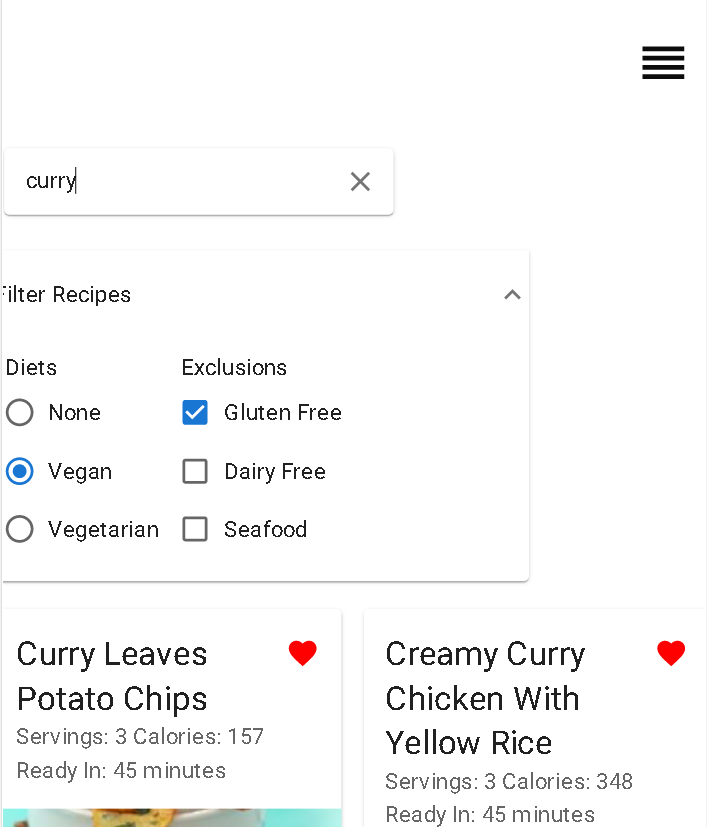 curry
Filter Recipes
Diets
Exclusions
None
Gluten Free
Vegan
Dairy Free
Vegetarian
Seafood
Curry Leaves
Potato Chips
Servings: 3 Calories: 157
Ready In: 45 minutes
Creamy Curry
Chicken With
Yellow Rice
Servings: 3 Calories: 348
Ready In: 45 minutes